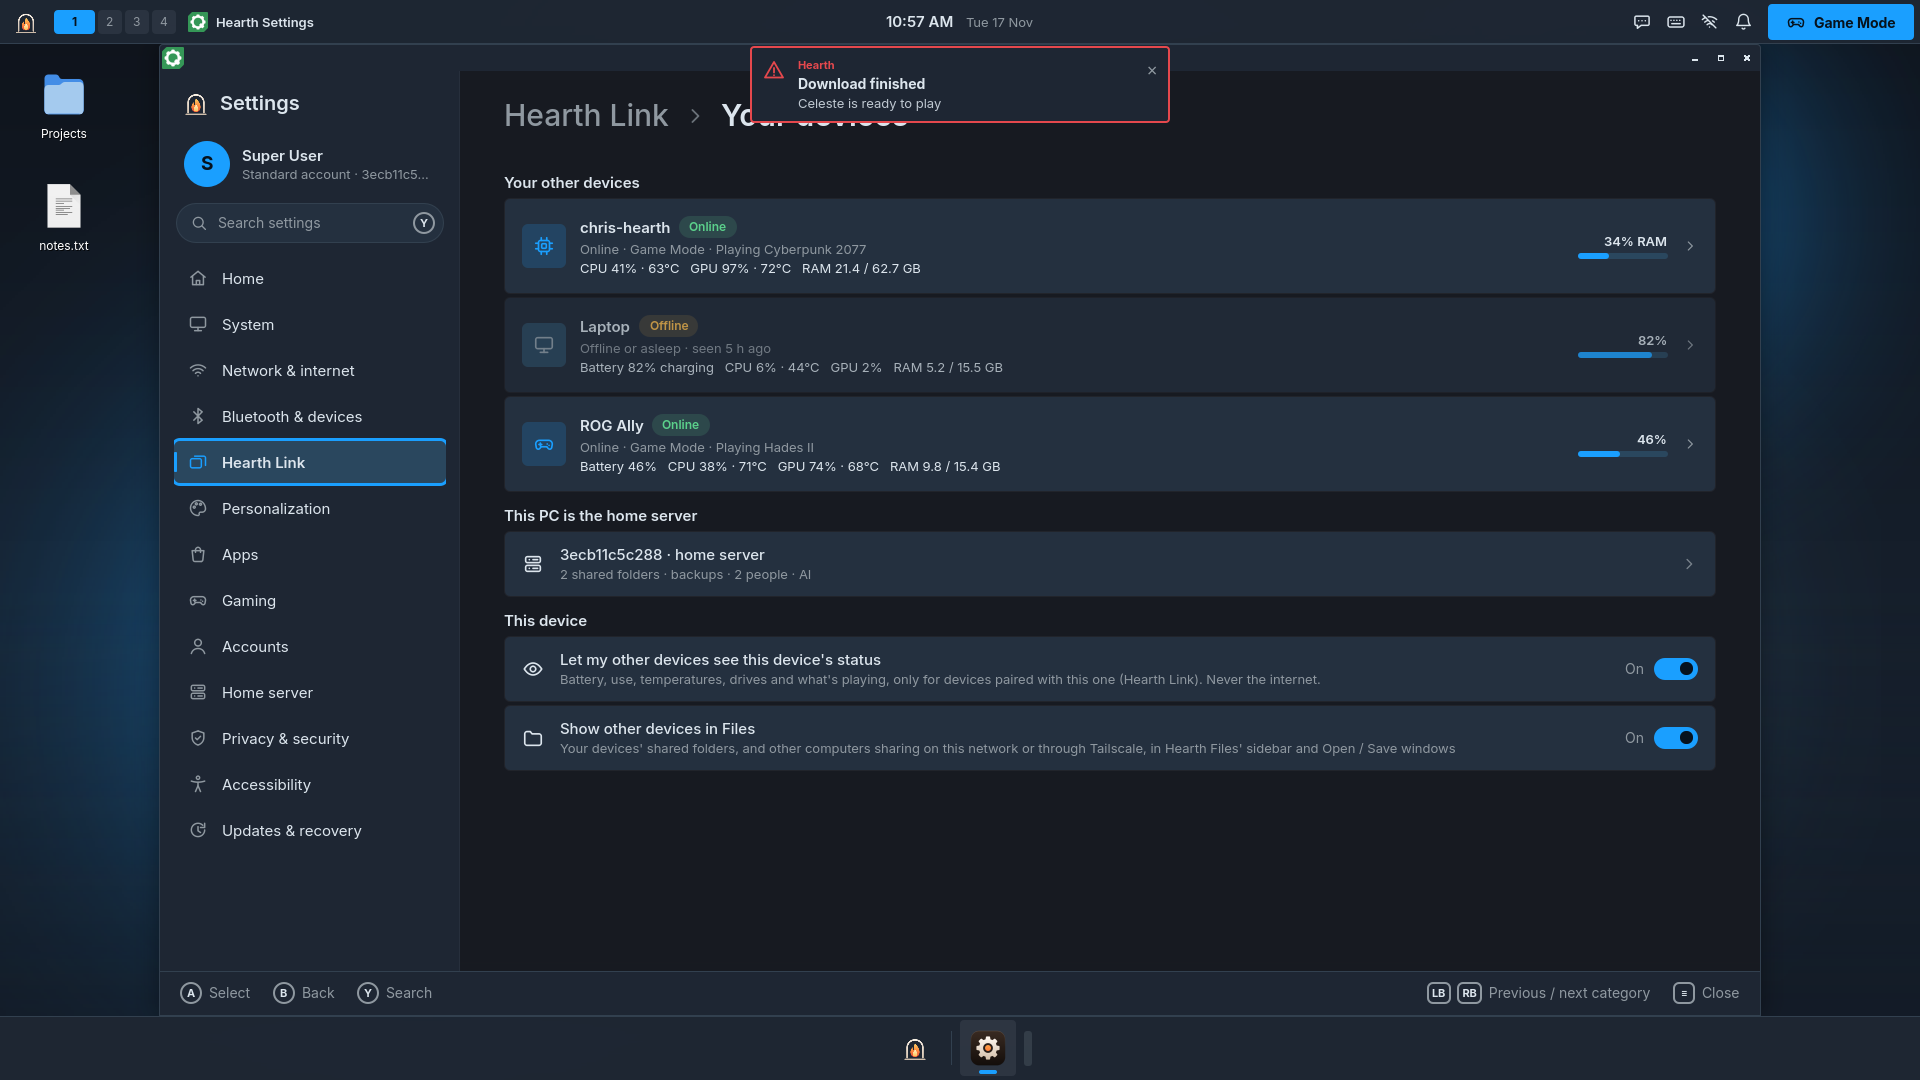 1 2 3 4 Hearth Settings
10:57 AM Tue 17 Nov
Game Mode
Projects
notes.txt
Hearth
Download finished
Celeste is ready to play
Settings
Super User
Standard account · 3ecb11c5...
Search settings Y
Home
System
Network & internet
Bluetooth & devices
Hearth Link
Personalization
Apps
Gaming
Accounts
Home server
Privacy & security
Accessibility
Updates & recovery
Hearth Link > Your devices
Your other devices
chris-hearth Online
Online · Game Mode · Playing Cyberpunk 2077
CPU 41% · 63°C GPU 97% · 72°C RAM 21.4 / 62.7 GB
34% RAM
Laptop Offline
Offline or asleep · seen 5 h ago
Battery 82% charging CPU 6% · 44°C GPU 2% RAM 5.2 / 15.5 GB
82%
ROG Ally Online
Online · Game Mode · Playing Hades II
Battery 46% CPU 38% · 71°C GPU 74% · 68°C RAM 9.8 / 15.4 GB
46%
This PC is the home server
3ecb11c5c288 · home server
2 shared folders · backups · 2 people · AI
This device
Let my other devices see this device's status
Battery, use, temperatures, drives and what's playing, only for devices paired with this one (Hearth Link). Never the internet.
On
Show other devices in Files
Your devices' shared folders, and other computers sharing on this network or through Tailscale, in Hearth Files' sidebar and Open / Save windows
On
A Select B Back Y Search
LB RB Previous / next category Close